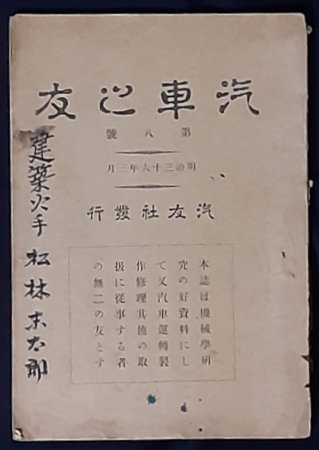 汽車之友
第八號
明治三十六年三月
汽友社發行
本誌は機械學研
究の好資料にし
て又汽車運轉製
作修理其他の取
扱に從事する者
の無二の友とす
建築火手 松林末太郎